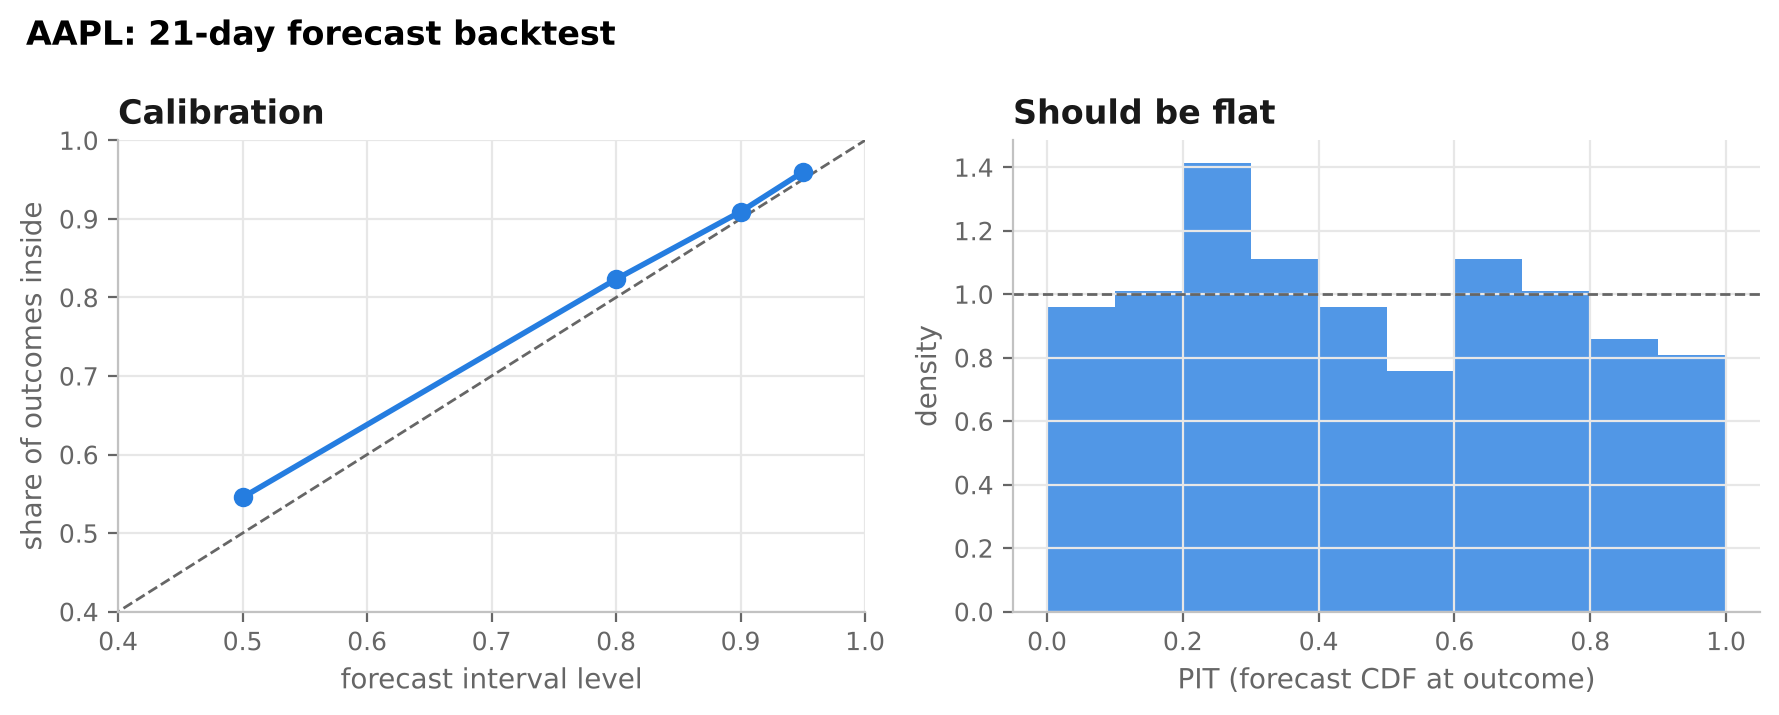 AAPL: 21-day forecast backtest
Calibration
1.0
0.9
0.8
0.7
0.6
0.5
0.4
share of outcomes inside
0.4 0.5 0.6 0.7 0.8 0.9 1.0
forecast interval level
Should be flat
1.4
1.2
1.0
0.8
0.6
0.4
0.2
0.0
density
0.0 0.2 0.4 0.6 0.8 1.0
PIT (forecast CDF at outcome)